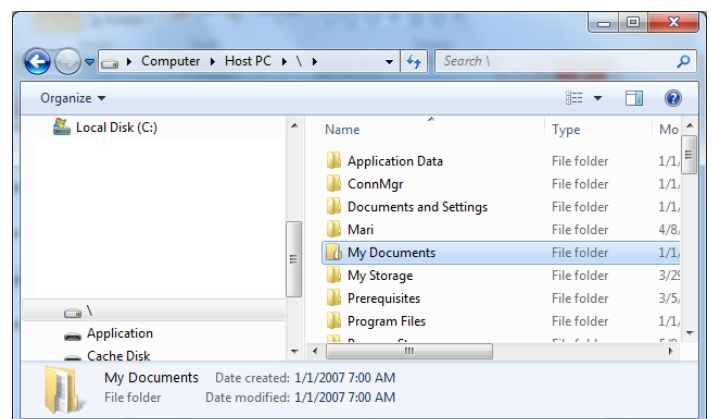 Computer Host PC \ Search \
Organize
Local Disk (C:)
\
Application
Cache Disk
Name Type Mo
Application Data File folder 1/1/
ConnMgr File folder 1/1/
Documents and Settings File folder 1/1/
Mari File folder 4/8/
My Documents File folder 1/1/
My Storage File folder 3/29
Prerequisites File folder 3/5/
Program Files File folder 1/1/
My Documents Date created: 1/1/2007 7:00 AM
File folder Date modified: 1/1/2007 7:00 AM